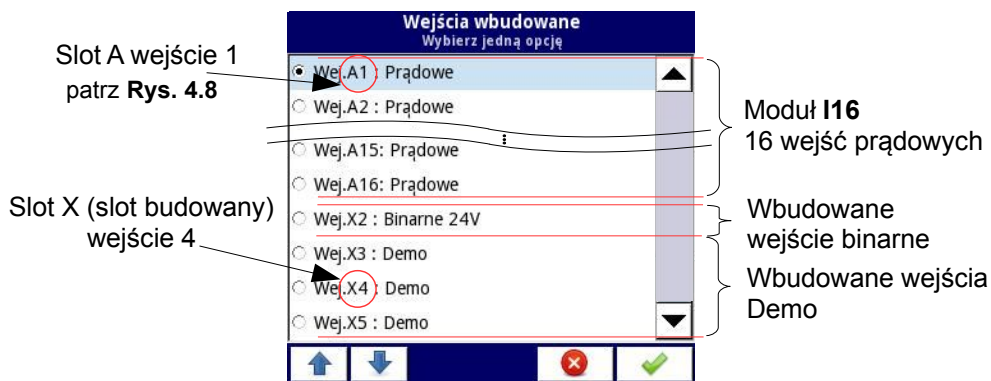 Wejścia wbudowane
Wybierz jedną opcję
Slot A wejście 1
patrz Rys. 4.8
Wej.A1 : Prądowe
Wej.A2 : Prądowe
Wej.A15: Prądowe
Wej.A16: Prądowe
Moduł I16
16 wejść prądowych
Slot X (slot budowany)
wejście 4
Wej.X2 : Binarne 24V
Wej.X3 : Demo
Wej.X4 : Demo
Wej.X5 : Demo
Wbudowane
wejście binarne
Wbudowane wejścia
Demo